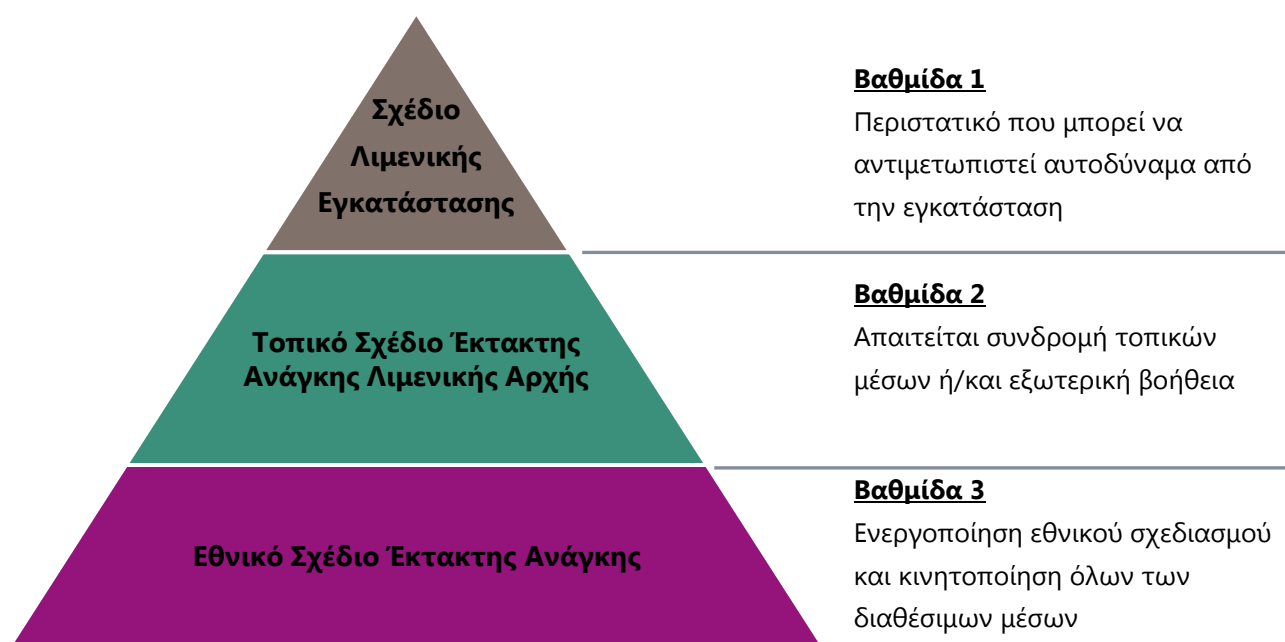 Σχέδιο
Λιμενικής
Εγκατάστασης
Βαθμίδα 1
Περιστατικό που μπορεί να
αντιμετωπιστεί αυτοδύναμα από
την εγκατάσταση
Τοπικό Σχέδιο Έκτακτης
Ανάγκης Λιμενικής Αρχής
Βαθμίδα 2
Απαιτείται συνδρομή τοπικών
μέσων ή/και εξωτερική βοήθεια
Εθνικό Σχέδιο Έκτακτης Ανάγκης
Βαθμίδα 3
Ενεργοποίηση εθνικού σχεδιασμού
και κινητοποίηση όλων των
διαθέσιμων μέσων